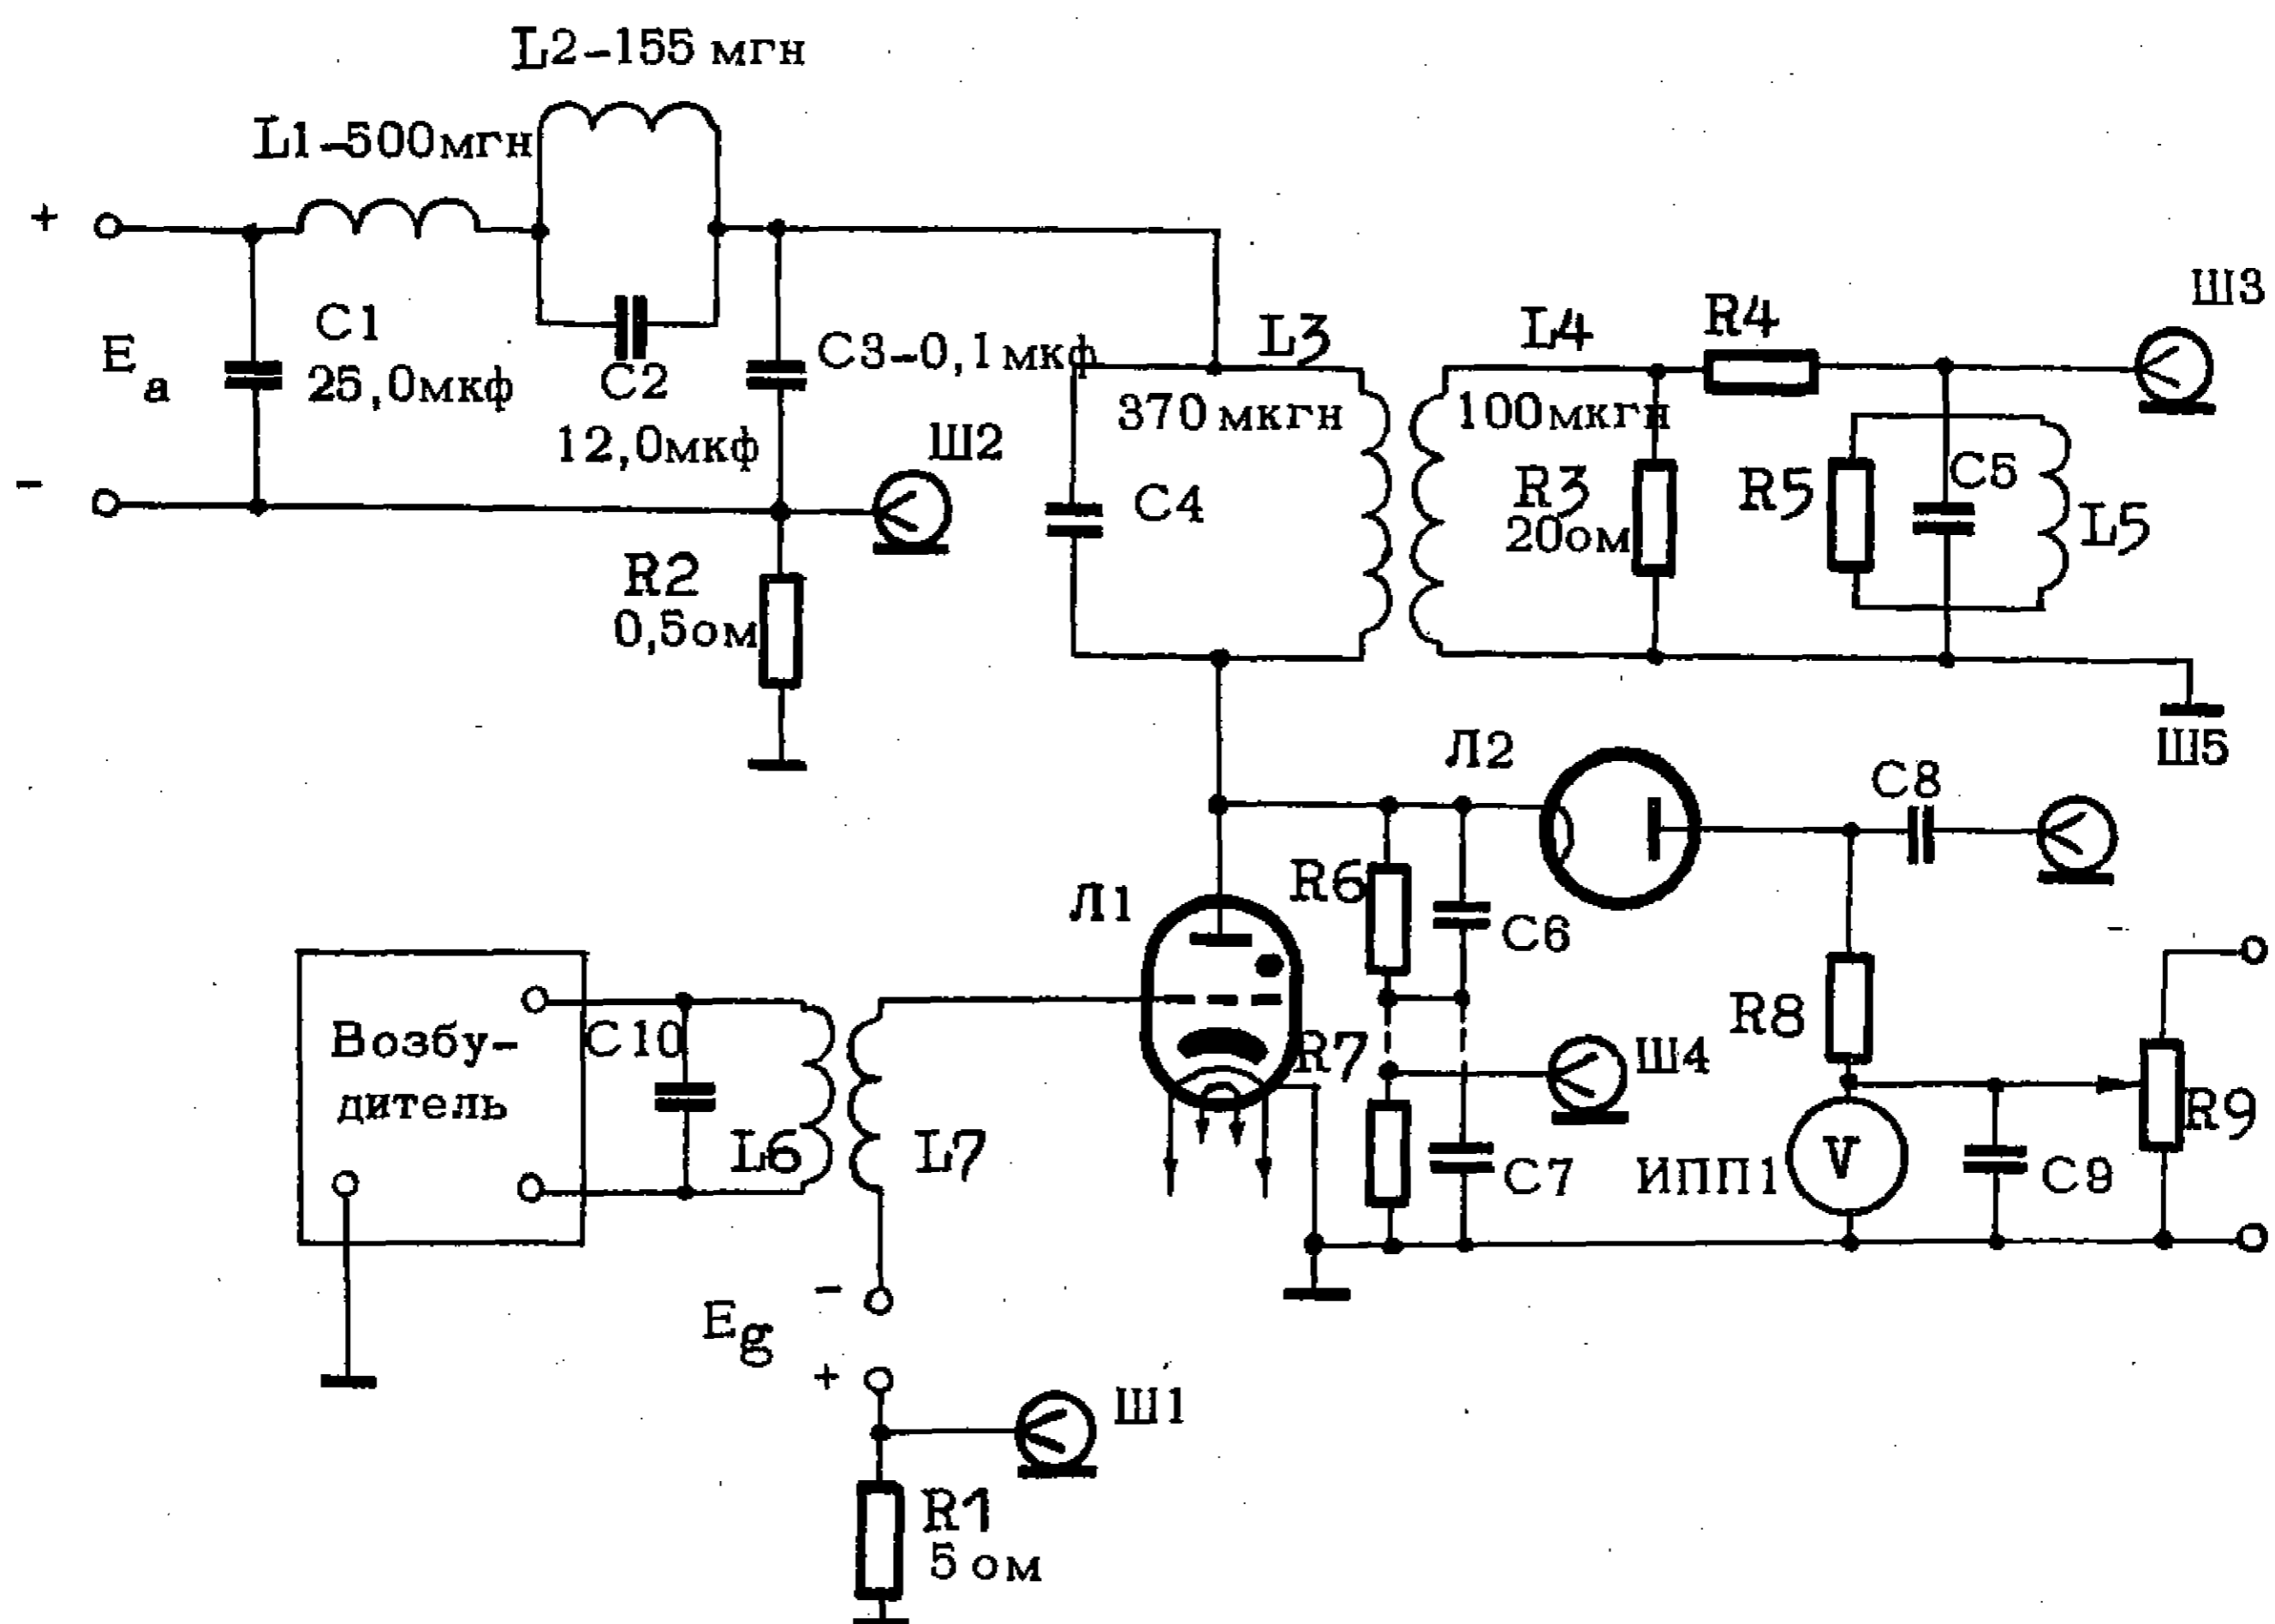 L2-155 мгн
L1-500мгн
+
E a
-
C1
25,0мкф
C2
12,0мкф
C3-0,1мкф
Ш2
R2
0,5ом
L3
370 мкгн
C4
L4
100мкгн
R4
Ш3
R3
20ом
R5
C5
L5
Ш5
Л2
C8
Л1
R6
C6
R7
Ш4
C7
R8
ИПП1
V
C9
R9
Возбу-
дитель
C10
L6
L7
-
E g
+
Ш1
R1
5 ом